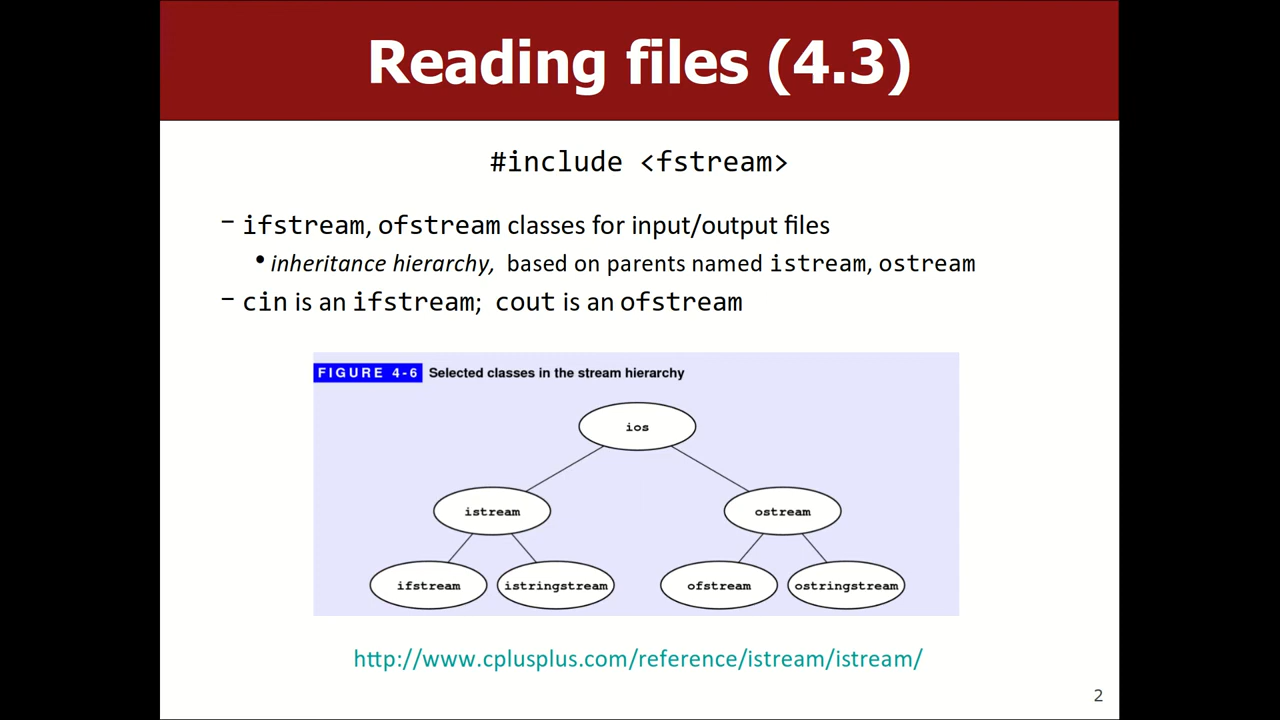 Reading files (4.3)
#include <fstream>
– ifstream, ofstream classes for input/output files
• inheritance hierarchy, based on parents named istream, ostream
– cin is an ifstream; cout is an ofstream
FIGURE 4-6 Selected classes in the stream hierarchy
ios
istream ostream
ifstream istringstream ofstream ostringstream
http://www.cplusplus.com/reference/istream/istream/
2